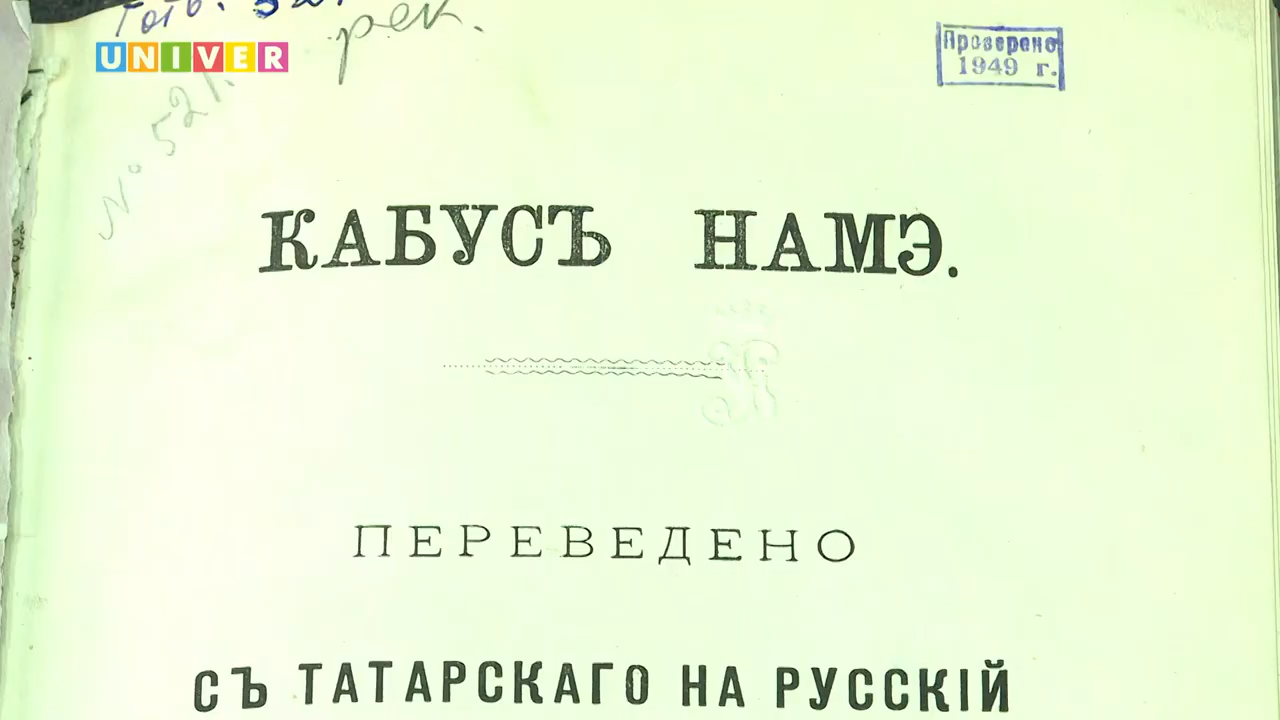 рек.
UNIVER
Проверено
1949 г.
№ 521.
КАБУСЪ НАМЭ.
ПЕРЕВЕДЕНО
СЪ ТАТАРСКАГО НА РУССКІЙ